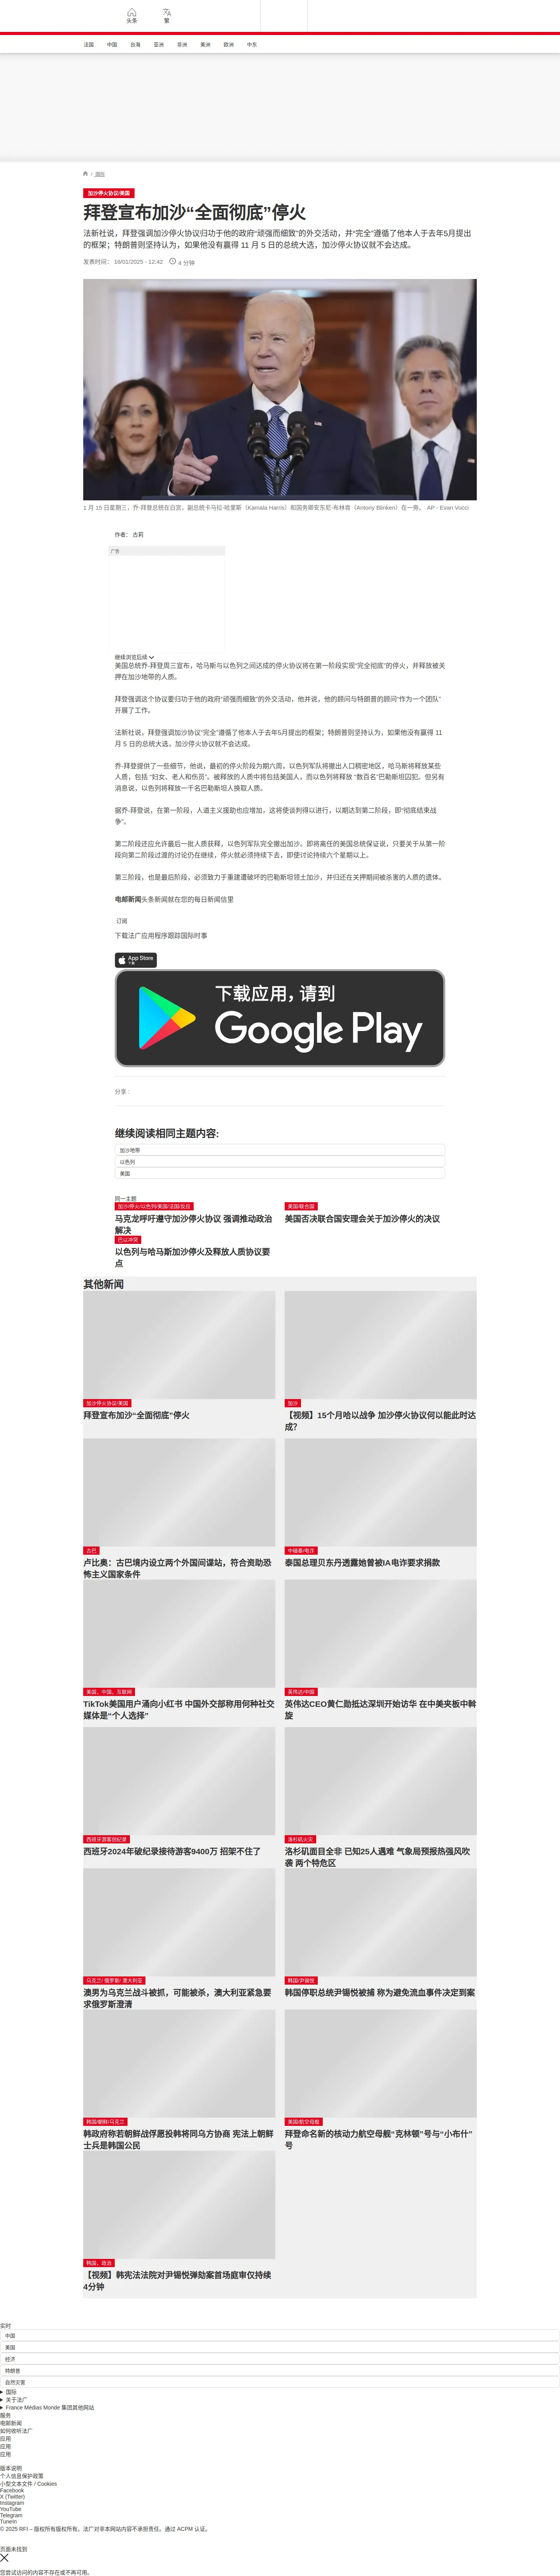 头条
繁
法国
中国
台海
亚洲
非洲
美洲
欧洲
中东
/ 国际
加沙停火协议/美国
拜登宣布加沙“全面彻底”停火
法新社说，拜登强调加沙停火协议归功于他的政府“顽强而细致”的外交活动，并“完全”遵循了他本人于去年5月提出
的框架；特朗普则坚持认为，如果他没有赢得 11 月 5 日的总统大选，加沙停火协议就不会达成。
发表时间： 16/01/2025 - 12:42
4 分钟
1 月 15 日星期三，乔-拜登总统在白宫，副总统卡马拉-哈里斯（Kamala Harris）和国务卿安东尼-布林肯（Antony Blinken）在一旁。 AP - Evan Vucci
作者： 古莉
广告
继续浏览后续
美国总统乔-拜登周三宣布，哈马斯与以色列之间达成的停火协议将在第一阶段实现“完全彻底”的停火，并释放被关
押在加沙地带的人质。
拜登强调这个协议要归功于他的政府“顽强而细致”的外交活动，他并说，他的顾问与特朗普的顾问“作为一个团队”
开展了工作。
法新社说，拜登强调加沙协议“完全”遵循了他本人于去年5月提出的框架；特朗普则坚持认为，如果他没有赢得 11
月 5 日的总统大选，加沙停火协议就不会达成。
乔-拜登提供了一些细节，他说，最初的停火阶段为期六周，以色列军队将撤出人口稠密地区，哈马斯将释放某些
人质，包括 “妇女、老人和伤员”。被释放的人质中将包括美国人，而以色列将释放 “数百名”巴勒斯坦囚犯。但另有
消息说，以色列将释放一千名巴勒斯坦人换取人质。
据乔-拜登说，在第一阶段，人道主义援助也应增加，这将使谈判得以进行，以期达到第二阶段，即“彻底结束战
争”。
第二阶段还应允许最后一批人质获释，以色列军队完全撤出加沙。即将离任的美国总统保证说，只要关于从第一阶
段向第二阶段过渡的讨论仍在继续，停火就必须持续下去，即使讨论持续六个星期以上。
第三阶段，也是最后阶段，必须致力于重建遭破坏的巴勒斯坦领土加沙，并归还在关押期间被杀害的人质的遗体。
电邮新闻头条新闻就在您的每日新闻信里
订阅
下载法广应用程序跟踪国际时事
App Store
下载
下载应用，请到
Google Play
分享 :
继续阅读相同主题内容:
加沙地带
以色列
美国
同一主题
加沙/停火/以色列/美国/法国/反应
马克龙呼吁遵守加沙停火协议 强调推动政治
解决
美国/联合国
美国否决联合国安理会关于加沙停火的决议
巴以冲突
以色列与哈马斯加沙停火及释放人质协议要
点
其他新闻
加沙停火协议/美国
拜登宣布加沙“全面彻底”停火
加沙
【视频】15个月哈以战争 加沙停火协议何以能此时达
成？
古巴
卢比奥：古巴境内设立两个外国间谍站，符合资助恐
怖主义国家条件
中缅泰/电诈
泰国总理贝东丹透露她曾被IA电诈要求捐款
美国、中国、互联网
TikTok美国用户涌向小红书 中国外交部称用何种社交
媒体是“个人选择”
英伟达/中国
英伟达CEO黄仁勋抵达深圳开始访华 在中美夹板中斡
旋
西班牙游客创纪录
西班牙2024年破纪录接待游客9400万 招架不住了
洛杉矶火灾
洛杉矶面目全非 已知25人遇难 气象局预报热强风吹
袭 两个特危区
乌克兰/ 俄罗斯/ 澳大利亚
澳男为乌克兰战斗被抓，可能被杀，澳大利亚紧急要
求俄罗斯澄清
韩国/尹锡悦
韩国停职总统尹锡悦被捕 称为避免流血事件决定到案
韩国/朝鲜/乌克兰
韩政府称若朝鲜战俘愿投韩将同乌方协商 宪法上朝鲜
士兵是韩国公民
美国/航空母舰
拜登命名新的核动力航空母舰“克林顿”号与“小布什”
号
韩国、政治
【视频】韩宪法法院对尹锡悦弹劾案首场庭审仅持续
4分钟
实时
中国
美国
经济
特朗普
自然灾害
国际
关于法广
France Médias Monde 集团其他网站
服务
电邮新闻
如何收听法广
应用
应用
应用
版本说明
个人信息保护政策
小型文本文件 / Cookies
Facebook
X (Twitter)
Instagram
YouTube
Telegram
TuneIn
© 2025 RFI – 版权所有版权所有。法广对非本网站内容不承担责任。通过 ACPM 认证。
页面未找到
您尝试访问的内容不存在或不再可用。